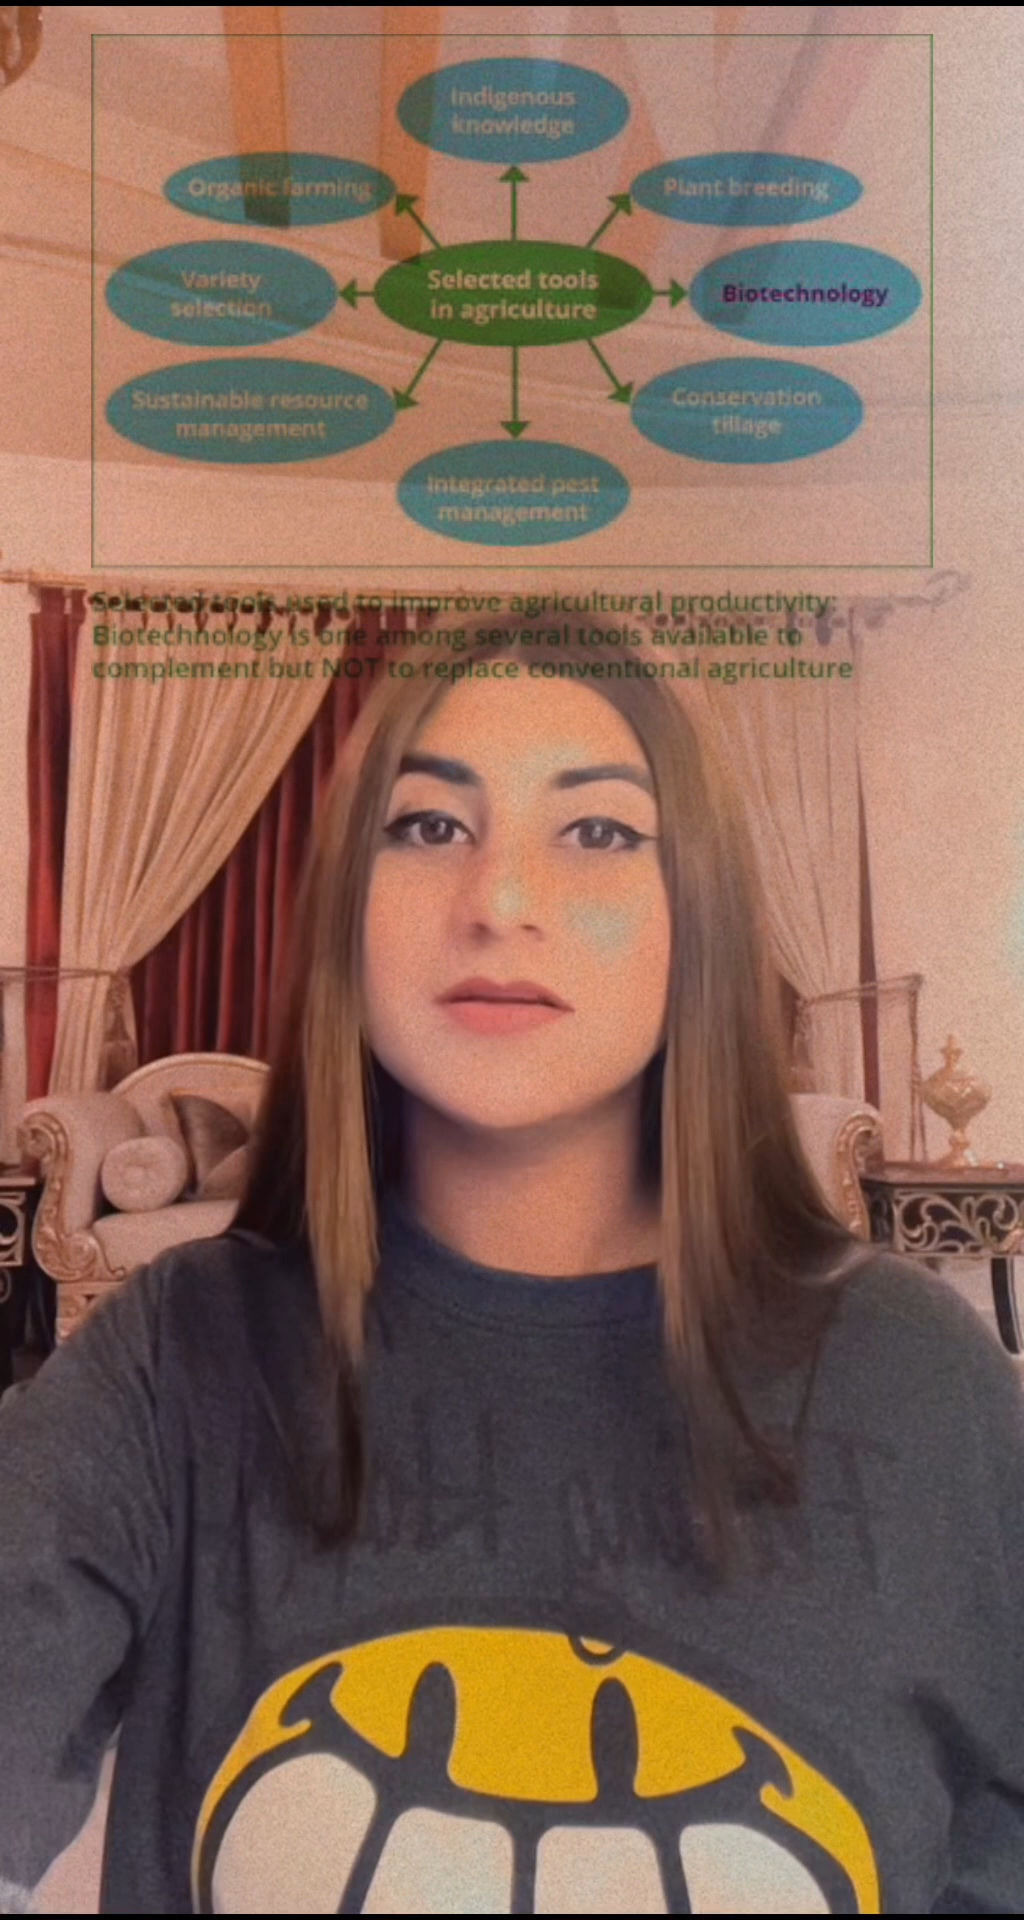 Indigenous
knowledge
Organic farming
Plant breeding
Variety
selection
Selected tools
in agriculture
Biotechnology
Sustainable resource
management
Conservation
tillage
Integrated pest
management
Selected tools used to improve agricultural productivity:
Biotechnology is one among several tools available to
complement but NOT to replace conventional agriculture